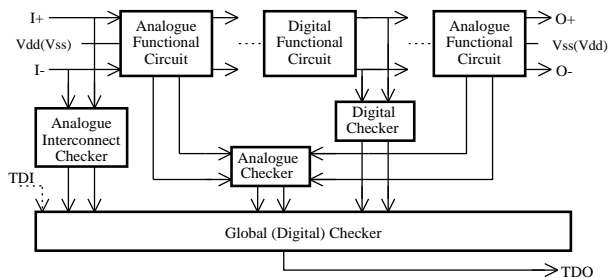 I+
Vdd(Vss)
I-
Analogue
Functional
Circuit
Digital
Functional
Circuit
Analogue
Functional
Circuit
O+
Vss(Vdd)
O-
Analogue
Interconnect
Checker
Digital
Checker
Analogue
Checker
TDI
Global (Digital) Checker
TDO